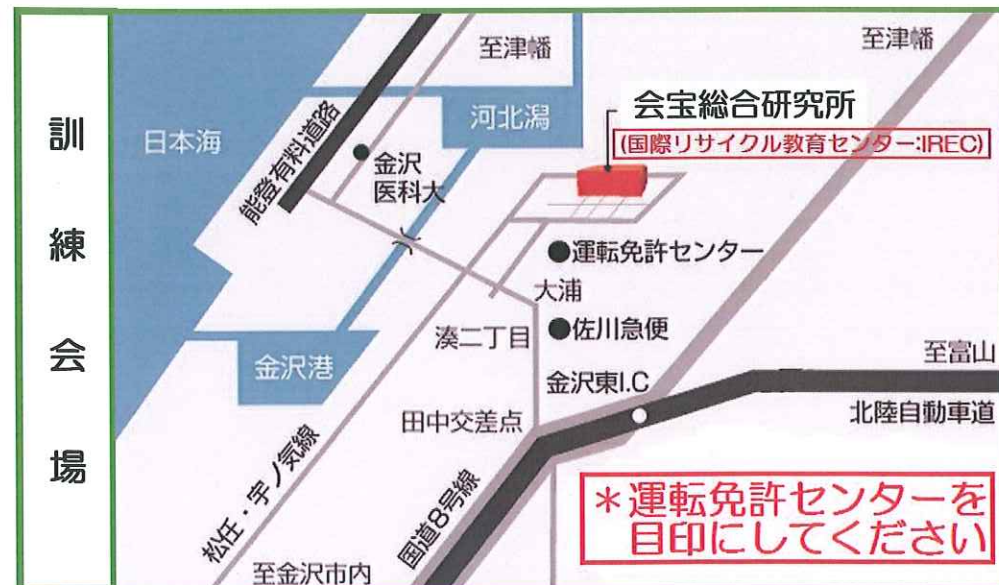 訓練会場
至津幡
至津幡
河北潟
会宝総合研究所
(国際リサイクル教育センター:IREC)
日本海
能登有料道路
金沢
医科大
運転免許センター
大浦
湊二丁目
佐川急便
金沢港
金沢東I.C
至富山
田中交差点
北陸自動車道
松任・宇ノ気線
国道8号線
至金沢市内
＊運転免許センターを
目印にしてください